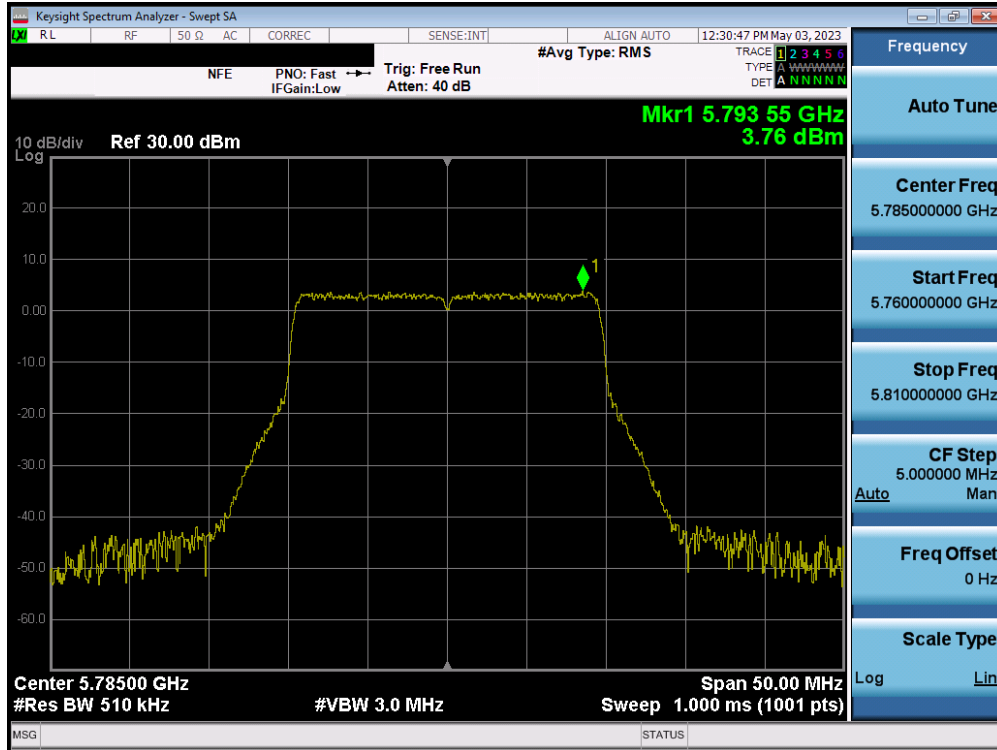 Keysight Spectrum Analyzer - Swept SA
LXI RL RF 50 Ω AC CORREC SENSE:INT ALIGN AUTO 12:30:47 PM May 03, 2023
NFE PNO: Fast Trig: Free Run #Avg Type: RMS TRACE 1 2 3 4 5 6
IFGain:Low Atten: 40 dB TYPE A WWWWW
DET A N N N N N
Mkr1 5.793 55 GHz
3.76 dBm
10 dB/div Ref 30.00 dBm
Log
20.0
10.0
1
0.00
-10.0
-20.0
-30.0
-40.0
-50.0
-60.0
Center 5.78500 GHz Span 50.00 MHz
#Res BW 510 kHz #VBW 3.0 MHz Sweep 1.000 ms (1001 pts)
MSG STATUS
Frequency
Auto Tune
Center Freq
5.785000000 GHz
Start Freq
5.760000000 GHz
Stop Freq
5.810000000 GHz
CF Step
5.000000 MHz
Auto Man
Freq Offset
0 Hz
Scale Type
Log Lin